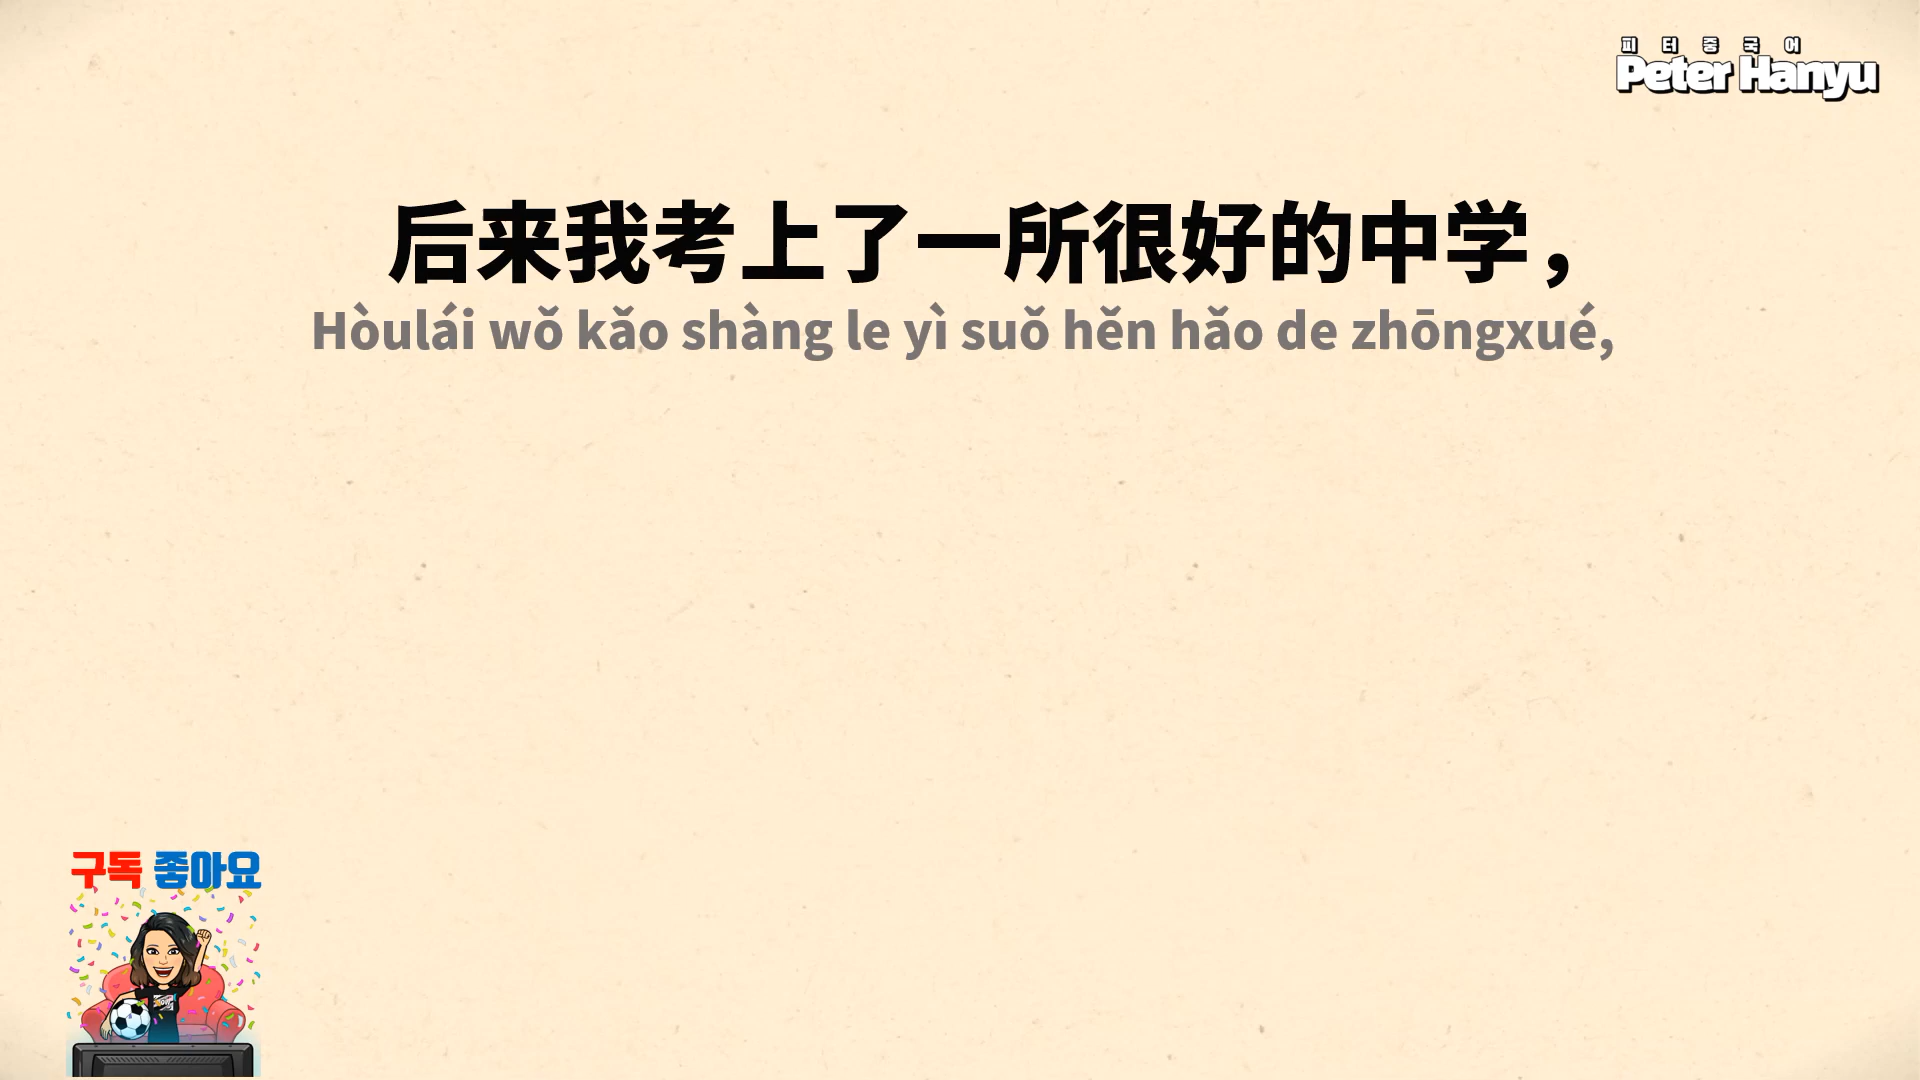 피터중국어
Peter Hanyu
后来我考上了一所很好的中学，
Hòulái wǒ kǎo shàng le yì suǒ hěn hǎo de zhōngxué,
구독 좋아요